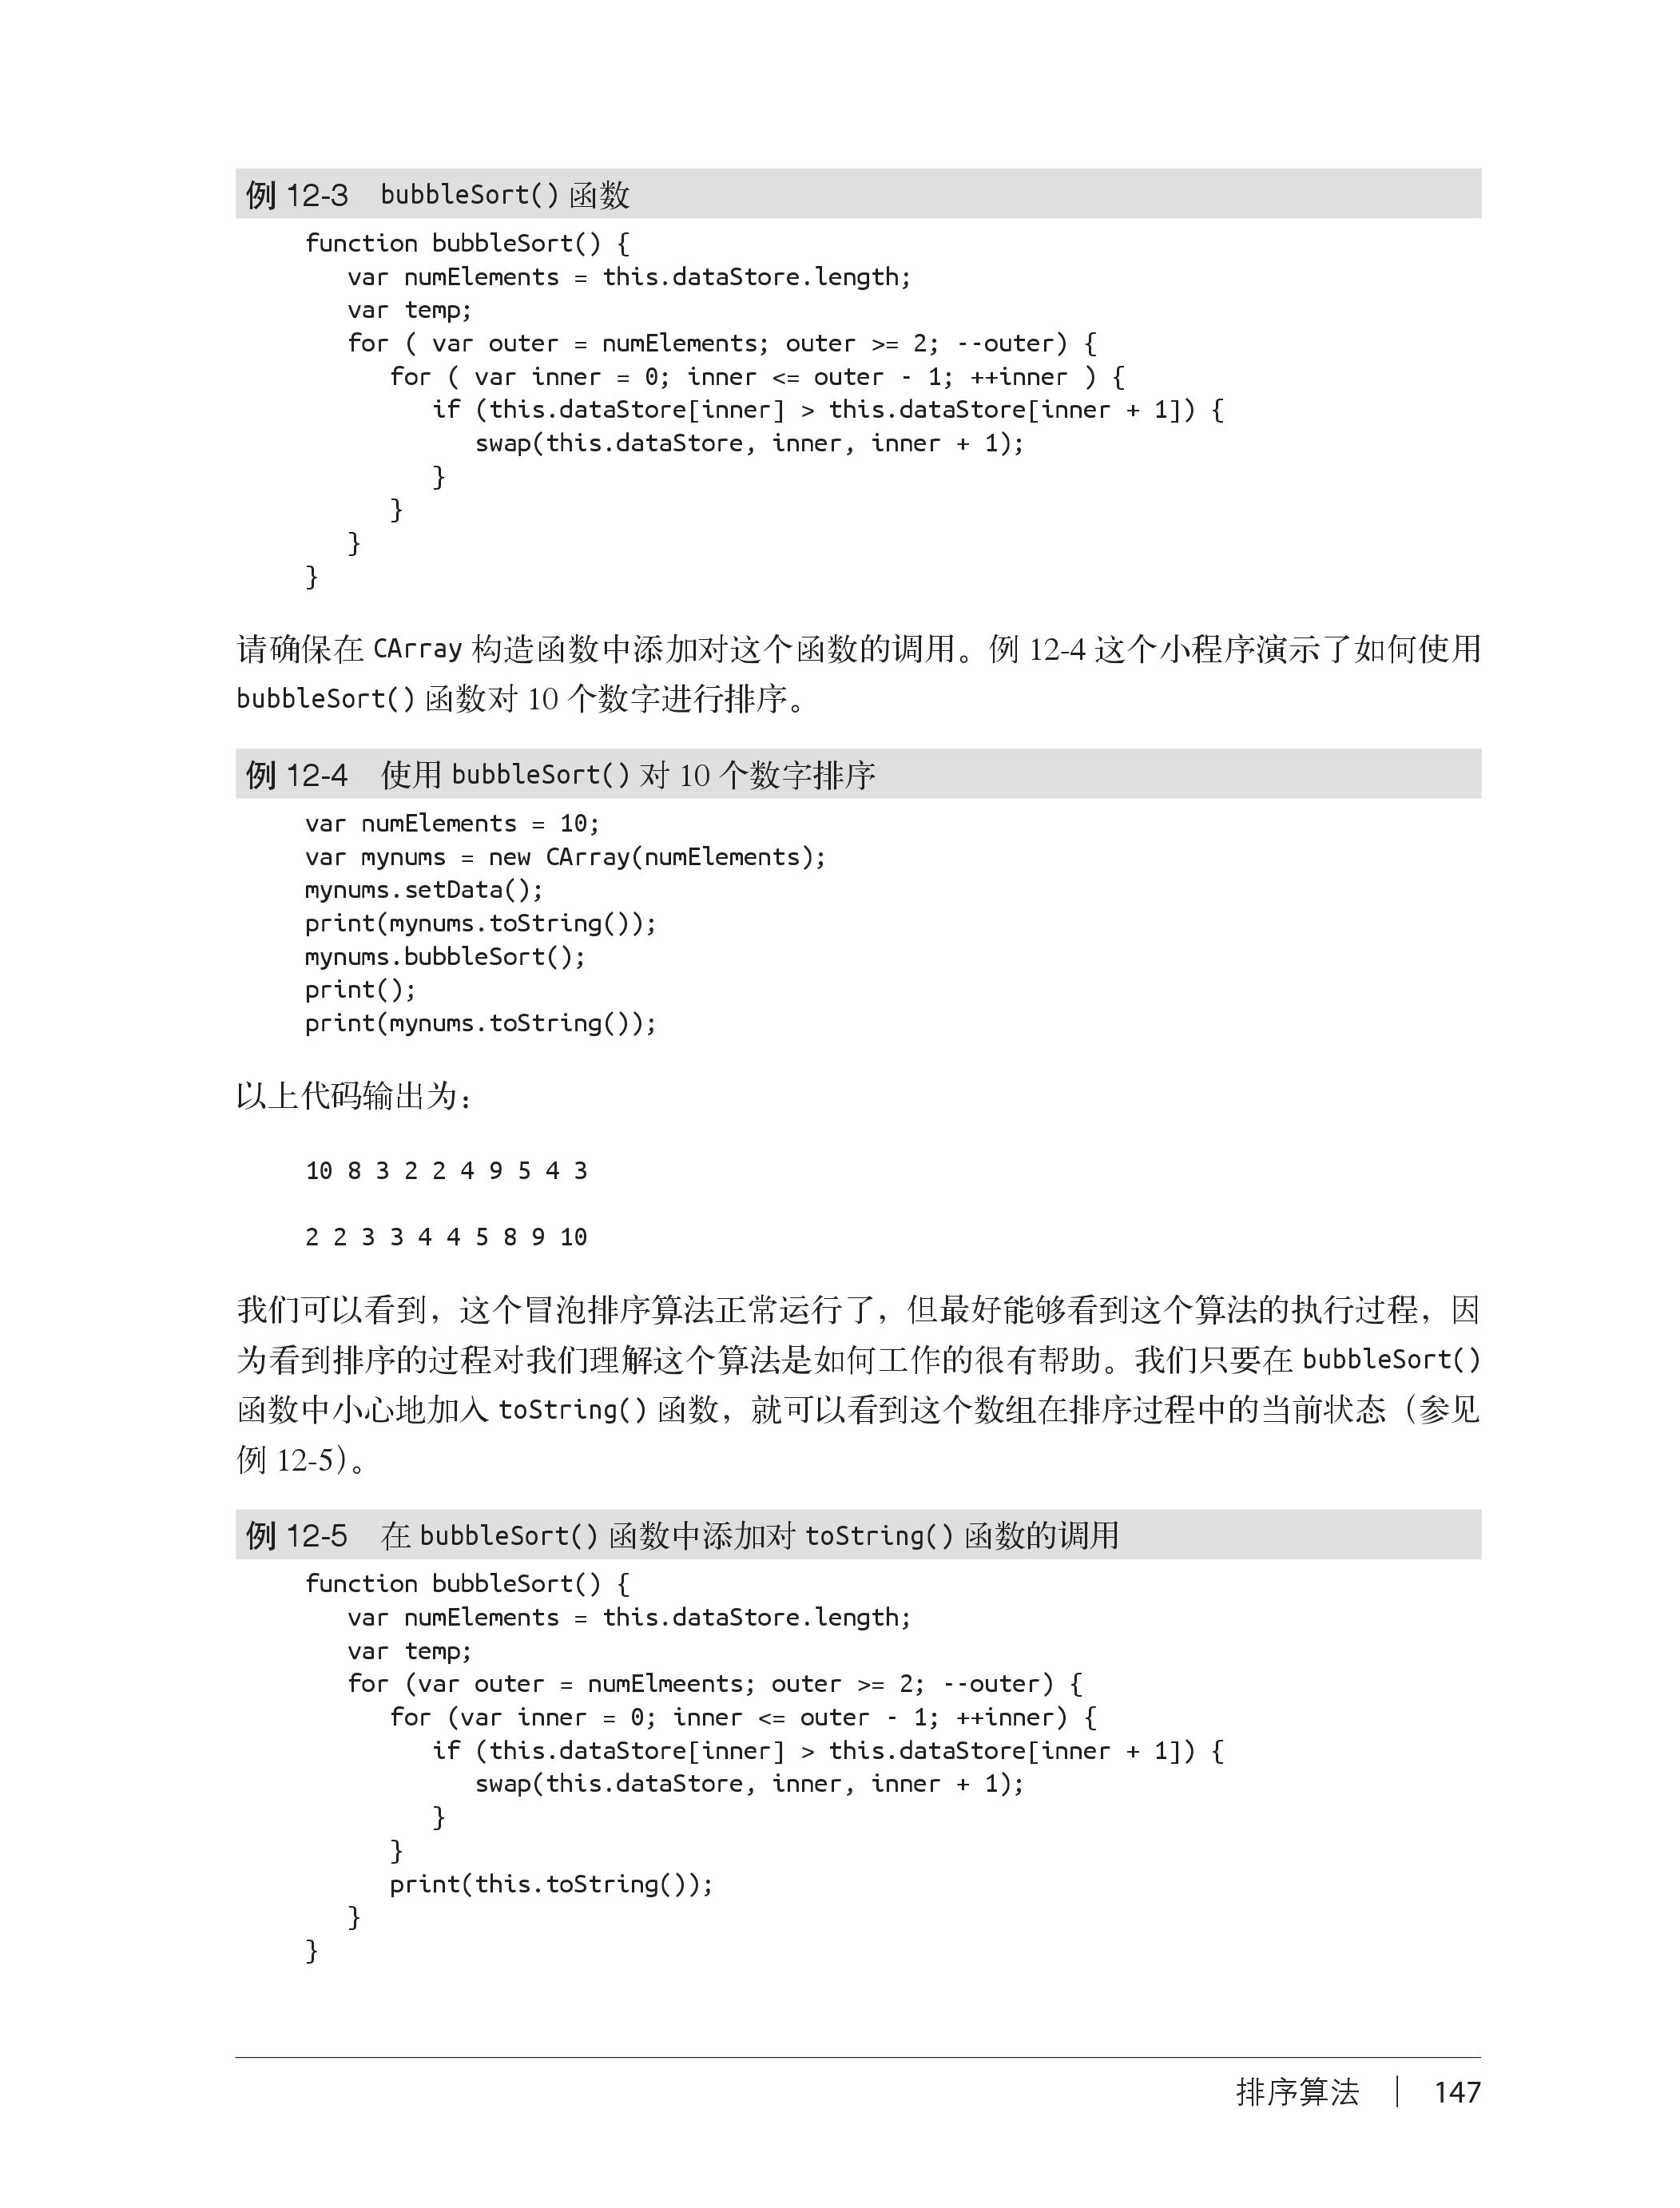 例 12-3　bubbleSort() 函数
function bubbleSort() {
   var numElements = this.dataStore.length;
   var temp;
   for ( var outer = numElements; outer >= 2; --outer) {
      for ( var inner = 0; inner <= outer - 1; ++inner ) {
         if (this.dataStore[inner] > this.dataStore[inner + 1]) {
            swap(this.dataStore, inner, inner + 1);
         }
      }
   }
}
请确保在 CArray 构造函数中添加对这个函数的调用。例 12-4 这个小程序演示了如何使用
bubbleSort() 函数对 10 个数字进行排序。
例 12-4　使用 bubbleSort() 对 10 个数字排序
var numElements = 10;
var mynums = new CArray(numElements);
mynums.setData();
print(mynums.toString());
mynums.bubbleSort();
print();
print(mynums.toString());
以上代码输出为：
10 8 3 2 2 4 9 5 4 3
2 2 3 3 4 4 5 8 9 10
我们可以看到，这个冒泡排序算法正常运行了，但最好能够看到这个算法的执行过程，因
为看到排序的过程对我们理解这个算法是如何工作的很有帮助。我们只要在 bubbleSort()
函数中小心地加入 toString() 函数，就可以看到这个数组在排序过程中的当前状态（参见
例 12-5）。
例 12-5　在 bubbleSort() 函数中添加对 toString() 函数的调用
function bubbleSort() {
   var numElements = this.dataStore.length;
   var temp;
   for (var outer = numElmeents; outer >= 2; --outer) {
      for (var inner = 0; inner <= outer - 1; ++inner) {
         if (this.dataStore[inner] > this.dataStore[inner + 1]) {
            swap(this.dataStore, inner, inner + 1);
         }
      }
      print(this.toString());
   }
}
排序算法 ｜ 147